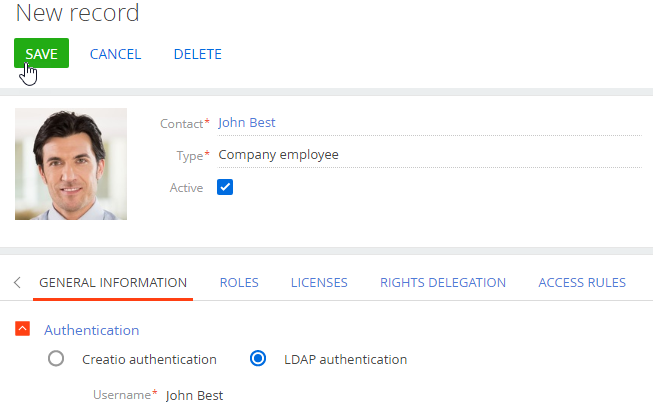 New record
SAVE CANCEL DELETE
Contact* John Best
Type* Company employee
Active
GENERAL INFORMATION ROLES LICENSES RIGHTS DELEGATION ACCESS RULES
Authentication
Creatio authentication LDAP authentication
Username* John Best